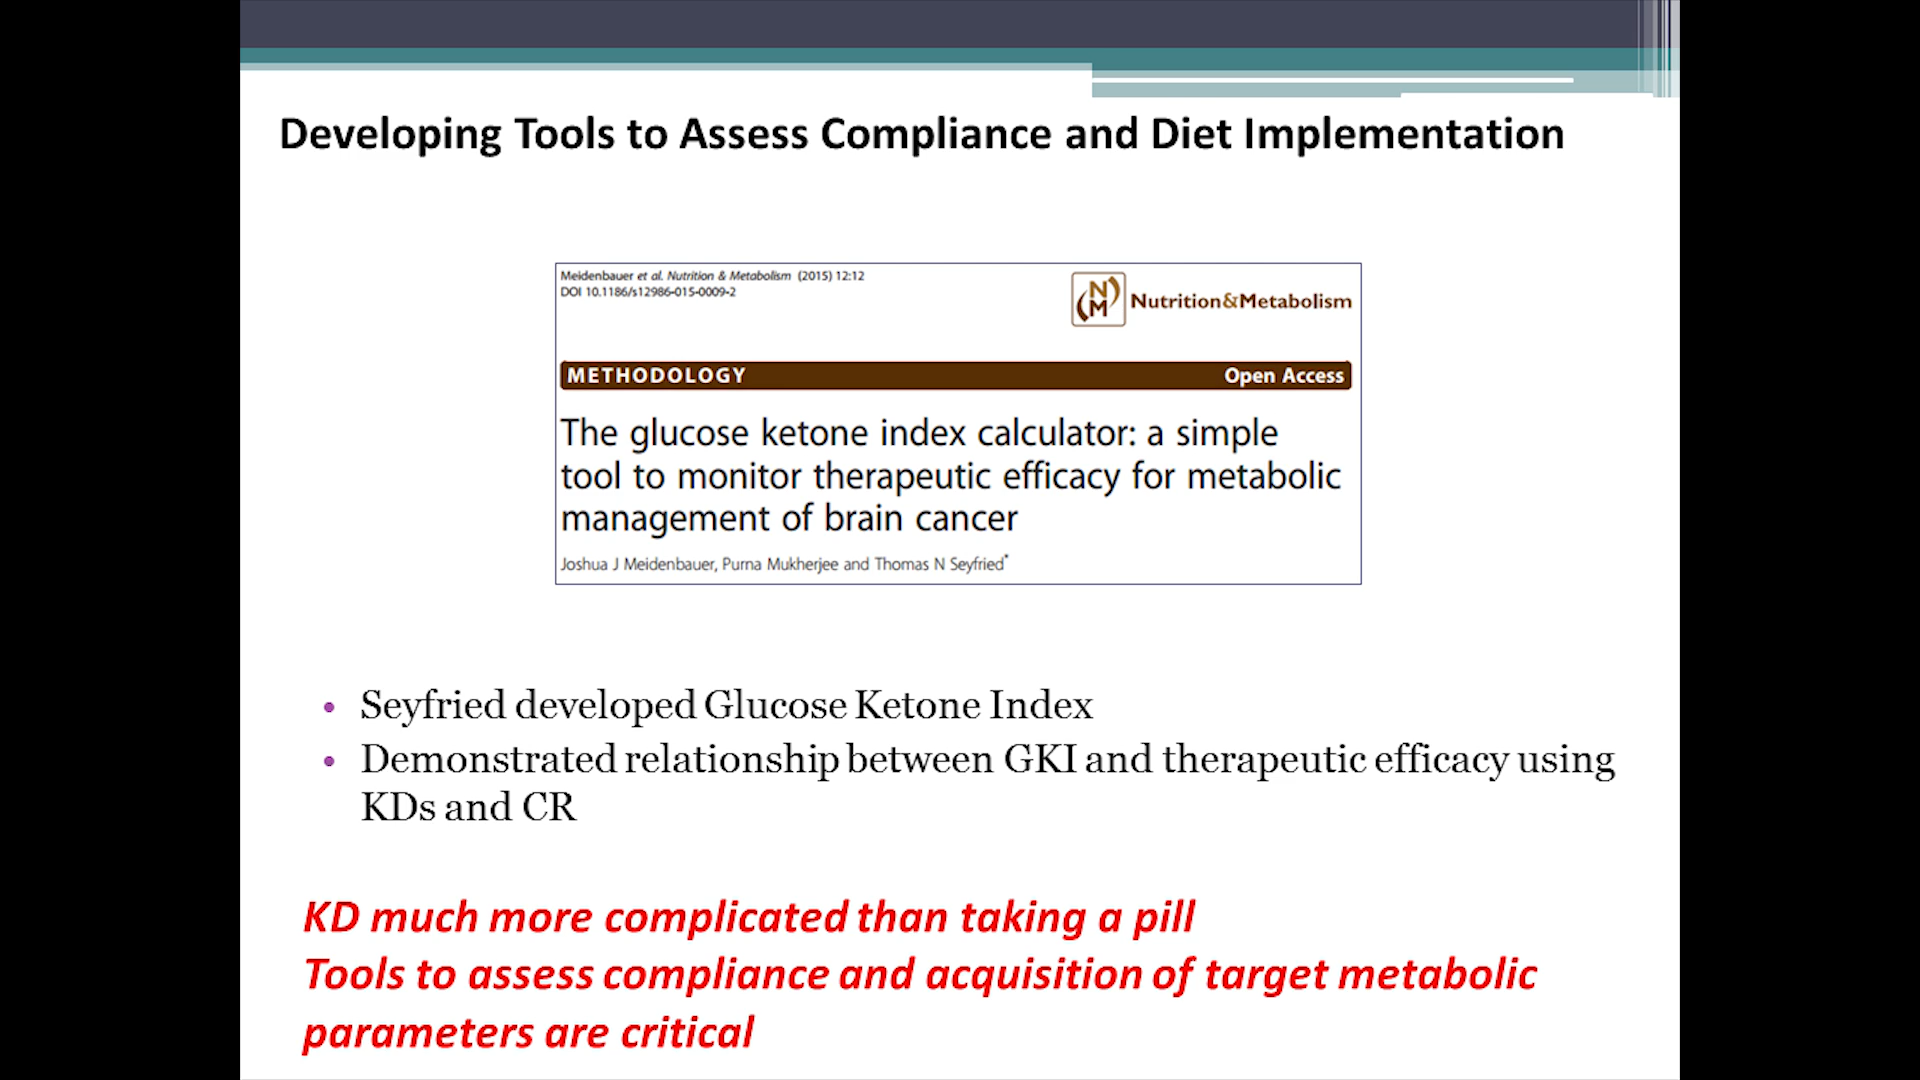 Developing Tools to Assess Compliance and Diet Implementation
Meidenbauer et al. Nutrition & Metabolism (2015) 12:12
DOI 10.1186/s12986-015-0009-2
NM Nutrition&Metabolism
METHODOLOGY Open Access
The glucose ketone index calculator: a simple
tool to monitor therapeutic efficacy for metabolic
management of brain cancer
Joshua J Meidenbauer, Purna Mukherjee and Thomas N Seyfried*
• Seyfried developed Glucose Ketone Index
• Demonstrated relationship between GKI and therapeutic efficacy using
KDs and CR
KD much more complicated than taking a pill
Tools to assess compliance and acquisition of target metabolic
parameters are critical